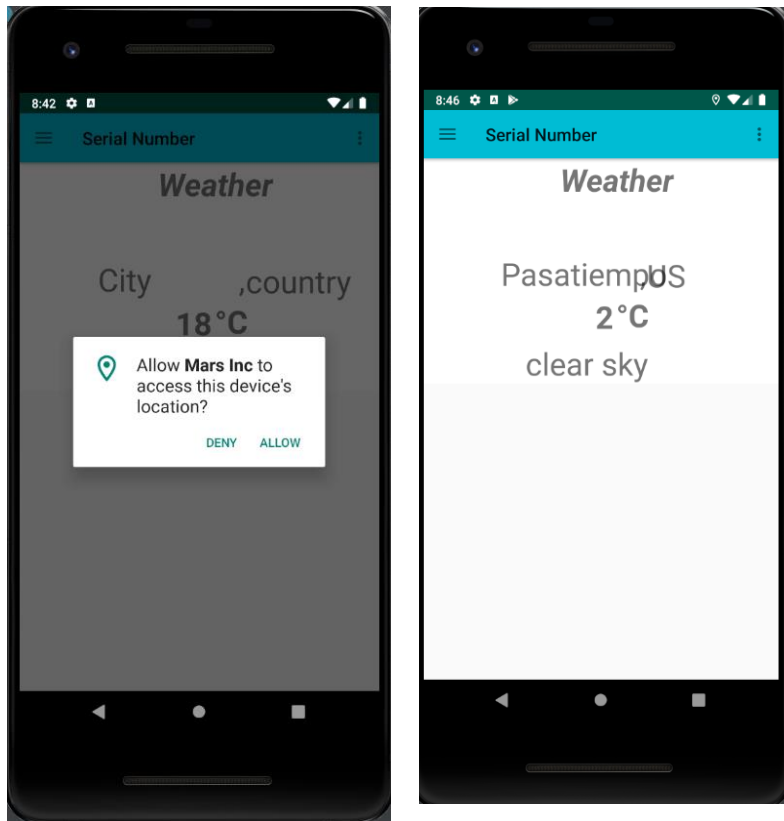 8:42
Serial Number
Weather
City ,country
18°C
Allow Mars Inc to
access this device's
location?
DENY ALLOW
8:46
Serial Number
Weather
Pasatiempo,US
2°C
clear sky